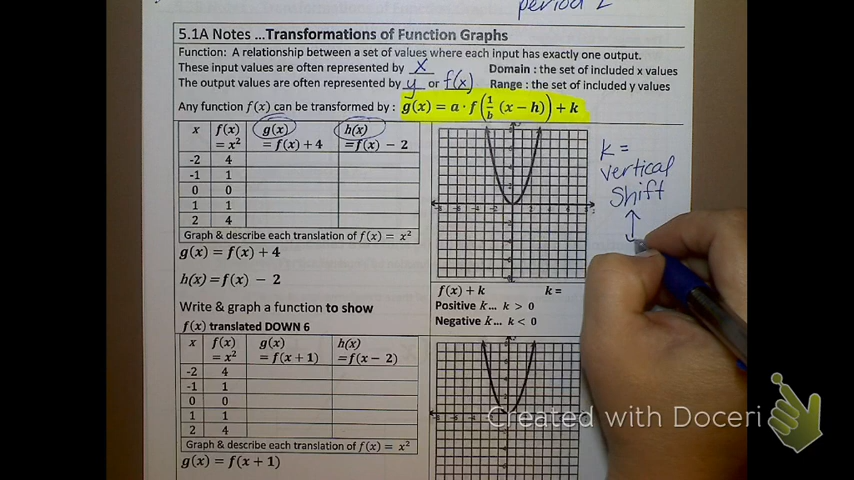 period 2
5.1A Notes ...Transformations of Function Graphs
Function: A relationship between a set of values where each input has exactly one output.
These input values are often represented by x
Domain : the set of included x values
The output values are often represented by y or f(x)
Range : the set of included y values
Any function f(x) can be transformed by : g(x) = a · f(1/b (x − h)) + k
x f(x) = x² g(x) = f(x) + 4 h(x) = f(x) − 2
-2 4
-1 1
0 0
1 1
2 4
Graph & describe each translation of f(x) = x²
g(x) = f(x) + 4
h(x) = f(x) − 2
Write & graph a function to show
f(x) translated DOWN 6
k =
vertical
shift
f(x) + k k =
Positive k... k > 0
Negative k... k < 0
x f(x) = x² g(x) = f(x + 1) h(x) = f(x − 2)
-2 4
-1 1
0 0
1 1
2 4
Graph & describe each translation of f(x) = x²
g(x) = f(x + 1)
Created with Doceri